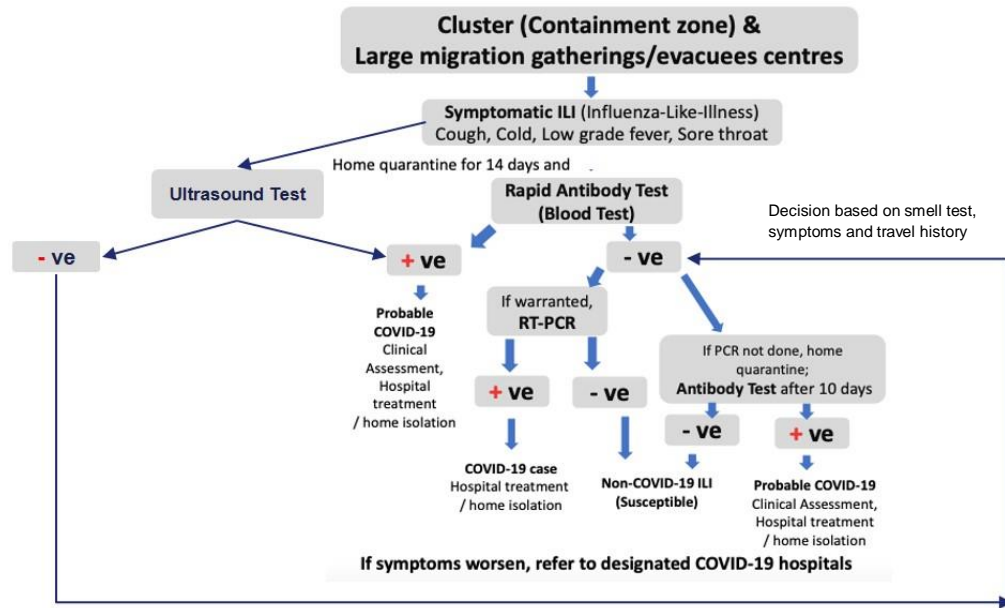 Cluster (Containment zone) &
Large migration gatherings/evacuees centres
Symptomatic ILI (Influenza-Like-Illness)
Cough, Cold, Low grade fever, Sore throat
Home quarantine for 14 days and
Ultrasound Test
Rapid Antibody Test
(Blood Test)
Decision based on smell test,
symptoms and travel history
- ve
+ ve
- ve
Probable
COVID-19
Clinical
Assessment,
Hospital
treatment
/ home isolation
If warranted,
RT-PCR
If PCR not done, home
quarantine;
Antibody Test after 10 days
+ ve
- ve
- ve
+ ve
COVID-19 case
Hospital treatment
/ home isolation
Non-COVID-19 ILI
(Susceptible)
Probable COVID-19
Clinical Assessment,
Hospital treatment
/ home isolation
If symptoms worsen, refer to designated COVID-19 hospitals